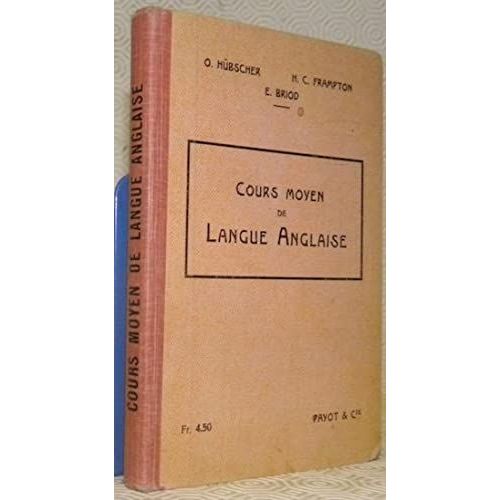 O. HÜBSCHER H. C. FRAMPTON
E. BRIOD
COURS MOYEN
DE
LANGUE ANGLAISE
Fr. 4.50 PAYOT & Cie
COURS MOYEN DE LANGUE ANGLAISE